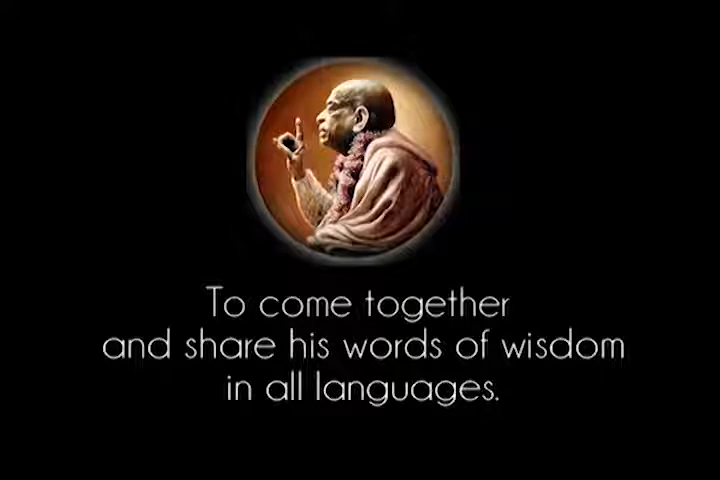 To come together
and share his words of wisdom
in all languages.